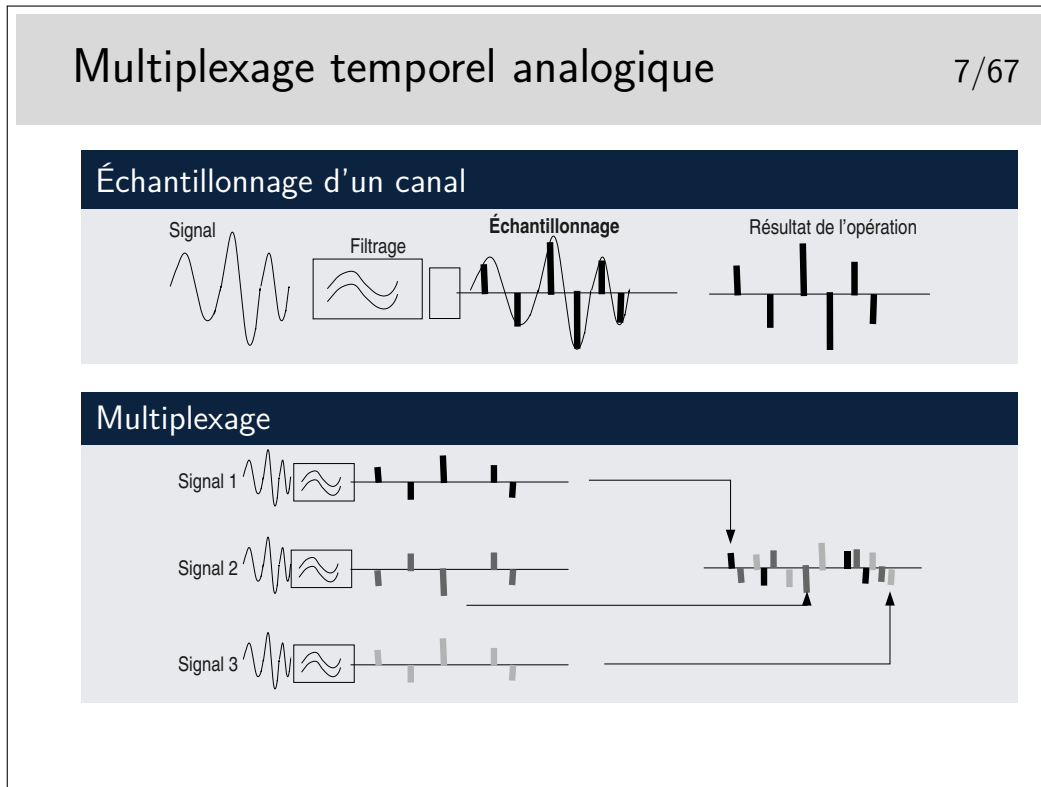 Multiplexage temporel analogique 7/67
Échantillonnage d'un canal
Signal
Filtrage
Échantillonnage
Résultat de l'opération
Multiplexage
Signal 1
Signal 2
Signal 3